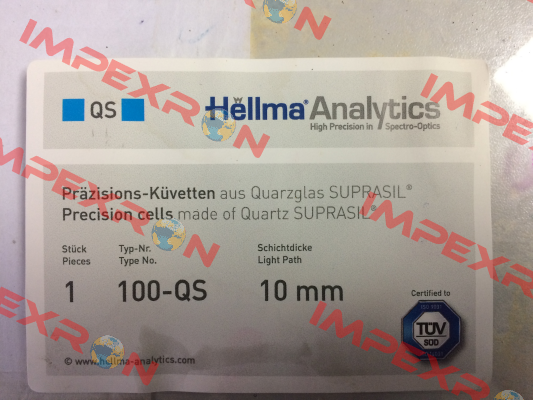 QS
Hellma® Analytics
High Precision in Spectro-Optics
Präzisions-Küvetten aus Quarzglas SUPRASIL®
Precision cells made of Quartz SUPRASIL®
Stück Typ-Nr. Schichtdicke
Pieces Type No. Light Path
1 100-QS 10 mm
Certified to
TÜV
SÜD
© www.hellma-analytics.com
IMPEXRON
IMPEXRON
IMPEXRON
IMPEXRON
IMPEXRON